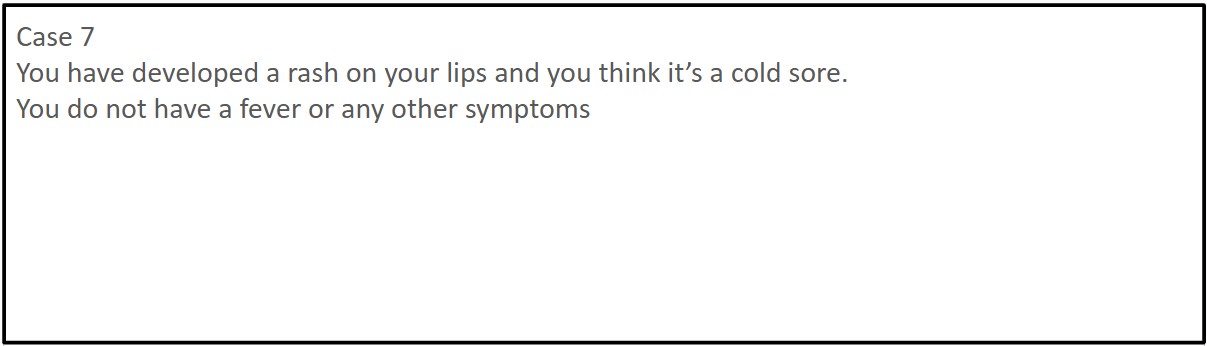 Case 7
You have developed a rash on your lips and you think it’s a cold sore.
You do not have a fever or any other symptoms